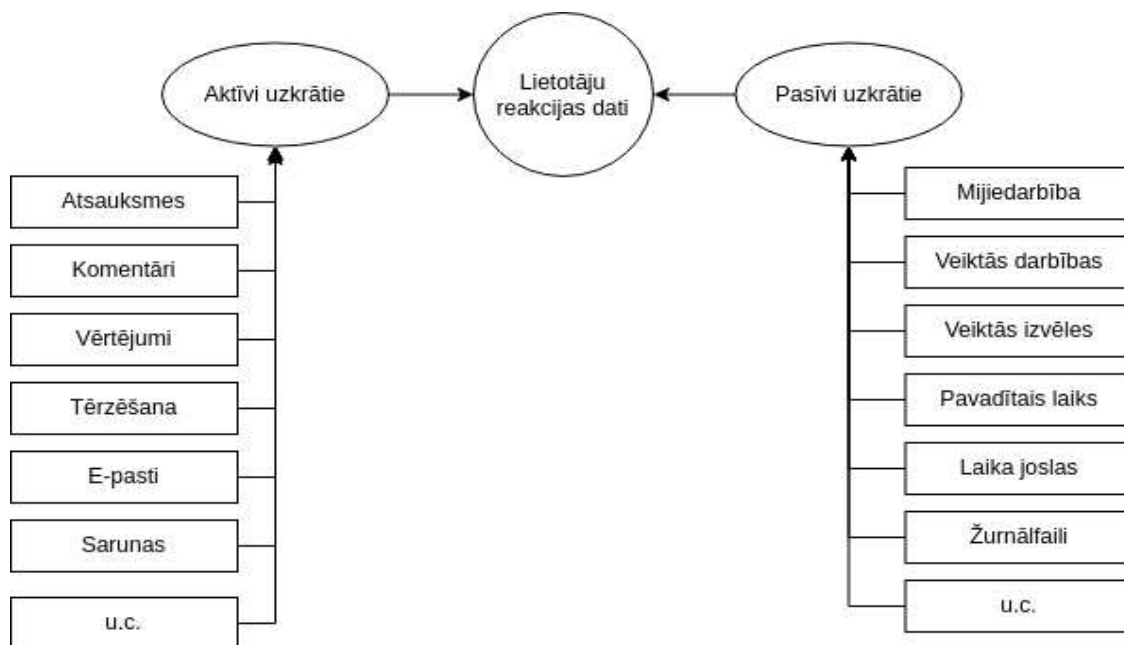 Aktīvi uzkrātie
Lietotāju
reakcijas dati
Pasīvi uzkrātie
Atsauksmes
Komentāri
Vērtējumi
Tērzēšana
E-pasti
Sarunas
u.c.
Mijiedarbība
Veiktās darbības
Veiktās izvēles
Pavadītais laiks
Laika joslas
Žurnālfaili
u.c.